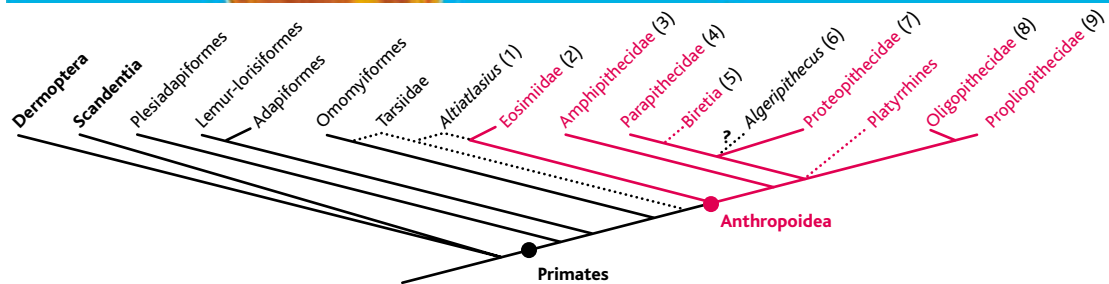 Dermoptera
Scandentia
Plesiadapiformes
Lemur-lorisiformes
Adapiformes
Omomyiformes
Tarsiidae
Altiatlasius (1)
Eosimiidae (2)
Amphipithecidae (3)
Parapithecidae (4)
Biretia (5)
?
Algeripithecus (6)
Proteopithecidae (7)
Platyrrhines
Oligopithecidae (8)
Propliopithecidae (9)
Anthropoidea
Primates